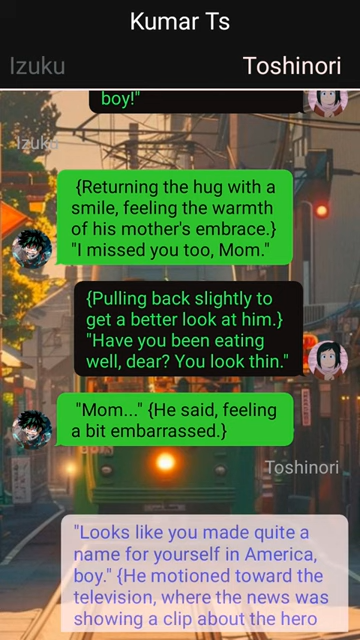 Kumar Ts
Izuku
Toshinori
boy!"
Izuku
{Returning the hug with a
smile, feeling the warmth
of his mother's embrace.}
"I missed you too, Mom."
{Pulling back slightly to
get a better look at him.}
"Have you been eating
well, dear? You look thin."
"Mom..." {He said, feeling
a bit embarrassed.}
Toshinori
"Looks like you made quite a
name for yourself in America,
boy." {He motioned toward the
television, where the news was
showing a clip about the hero